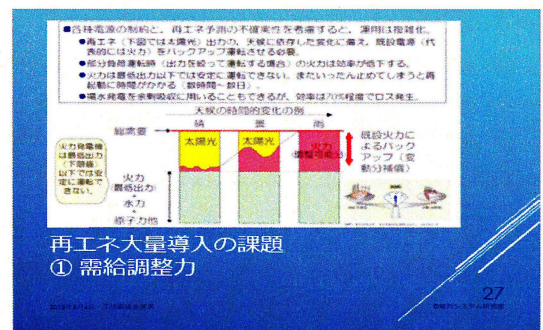 ■各種電源の制約と、再エネ予測の不確実性を考慮すると、運用は複雑化。
●再エネ（下図では太陽光）出力の、天候に依存した変化に備え、既設電源（代
表的には火力）をバックアップ運転させる必要。
●部分負荷運転時（出力を絞って運転する場合）の火力は効率が低下する。
●火力は最低出力以下では安定に運転できない。またいったん止めてしまうと再
起動に時間がかかる（数時間～数日）。
●揚水発電を余剰吸収に用いることもできるが、効率は70%程度でロス発生。
天候の時間的変化の例
晴 曇 雨
総需要
太陽光 太陽光 火力
(調整可能分)
既設火力に
よるバック
アップ（変
動分補償）
火力発電機
は最低出力
（下限値）
以下では安
定に運転で
きない。
火力
(最低出力)
+
水力
+
原子力他
再エネ大量導入の課題
① 需給調整力
27